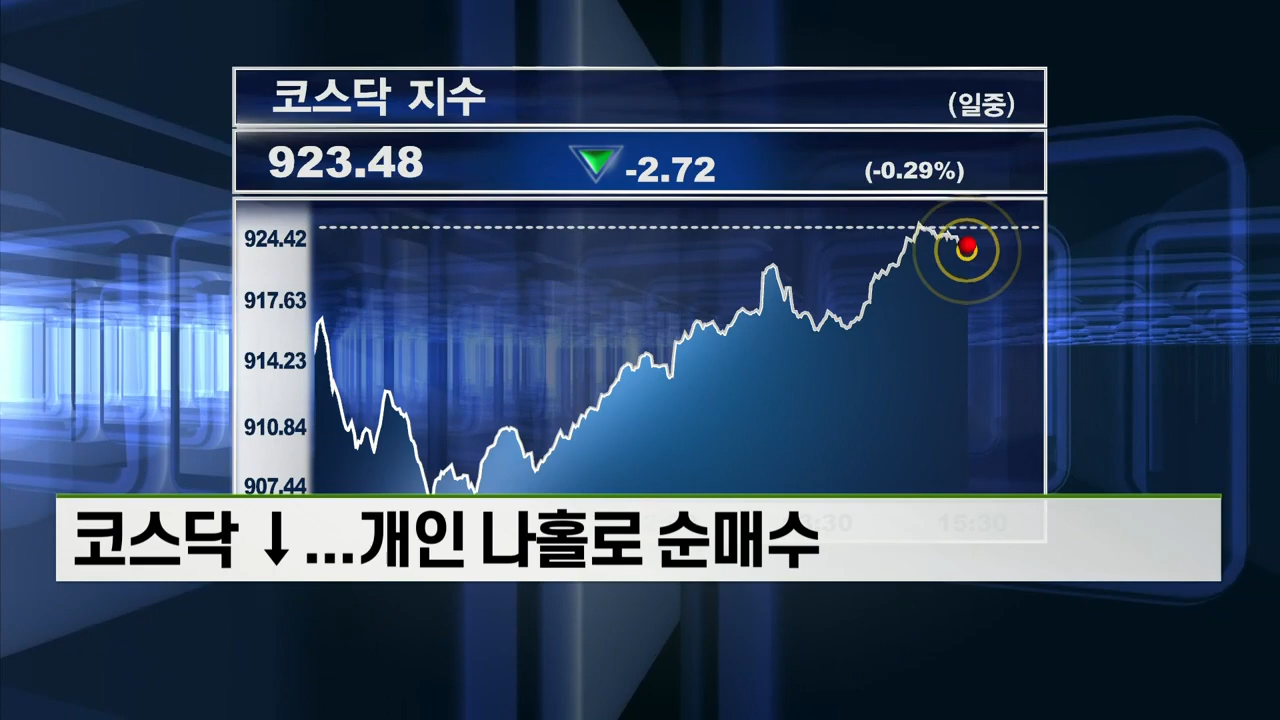 코스닥 지수 (일중)
923.48 -2.72 (-0.29%)
924.42
917.63
914.23
910.84
907.44
15:30
코스닥 ↓...개인 나홀로 순매수